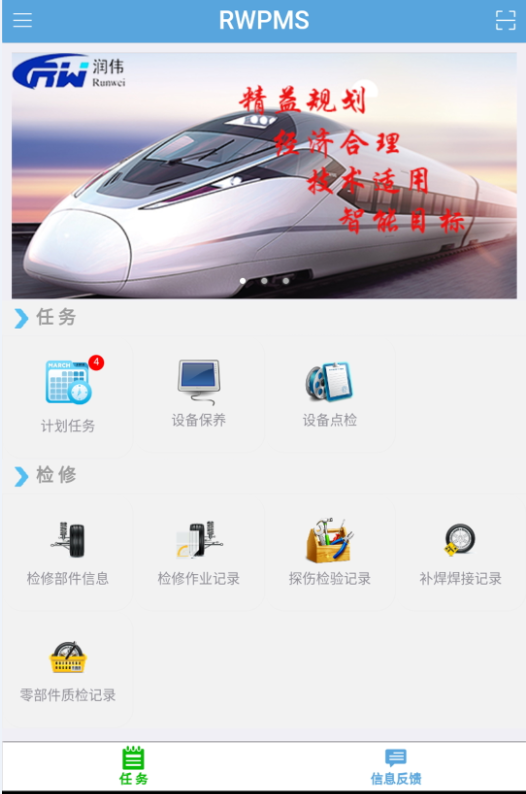 RWPMS
润伟
Runwei
精益规划
经济合理
技术适用
智能目标
任务
MARCH
4
计划任务
设备保养
设备点检
检修
检修部件信息
检修作业记录
探伤检验记录
补焊焊接记录
零部件质检记录
任务
信息反馈